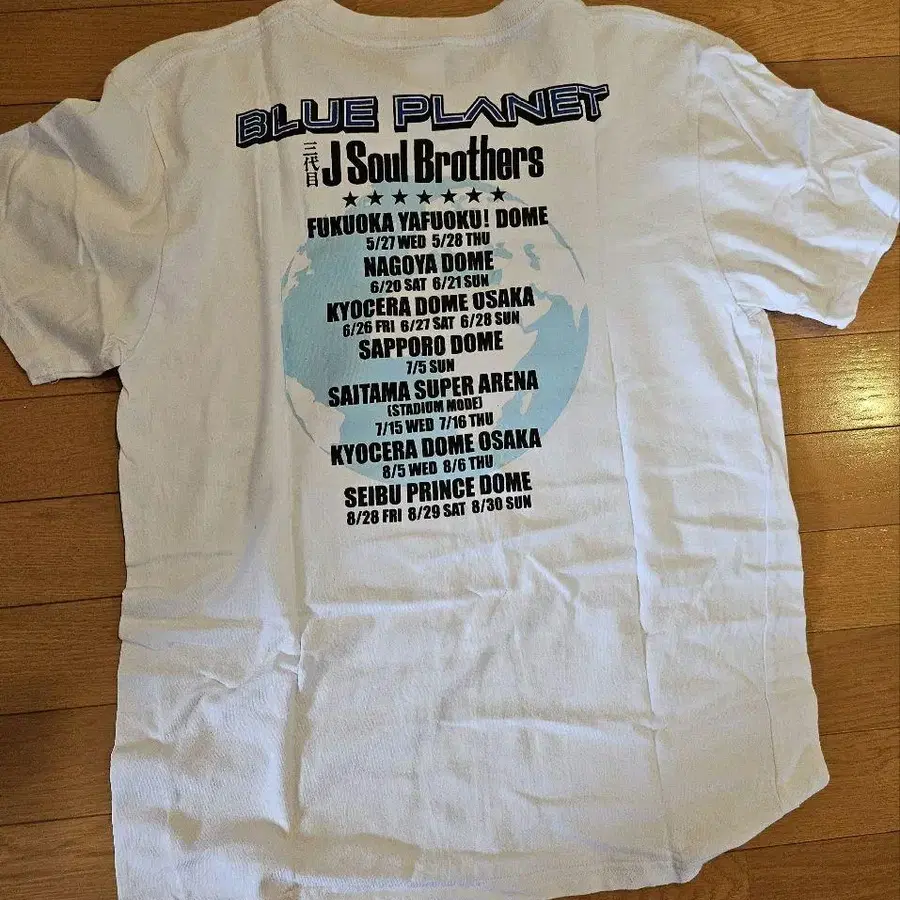 BLUE PLANET
三代目 J Soul Brothers
★★★★★★★
FUKUOKA YAFUOKU! DOME
5/27 WED 5/28 THU
NAGOYA DOME
6/20 SAT 6/21 SUN
KYOCERA DOME OSAKA
6/26 FRI 6/27 SAT 6/28 SUN
SAPPORO DOME
7/5 SUN
SAITAMA SUPER ARENA
(STADIUM MODE)
7/15 WED 7/16 THU
KYOCERA DOME OSAKA
8/5 WED 8/6 THU
SEIBU PRINCE DOME
8/28 FRI 8/29 SAT 8/30 SUN